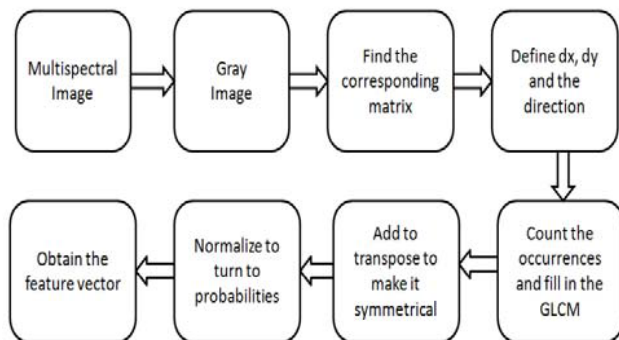 Multispectral
Image
Gray
Image
Find the
corresponding
matrix
Define dx, dy
and the
direction
Count the
occurrences
and fill in the
GLCM
Add to
transpose to
make it
symmetrical
Normalize to
turn to
probabilities
Obtain the
feature vector